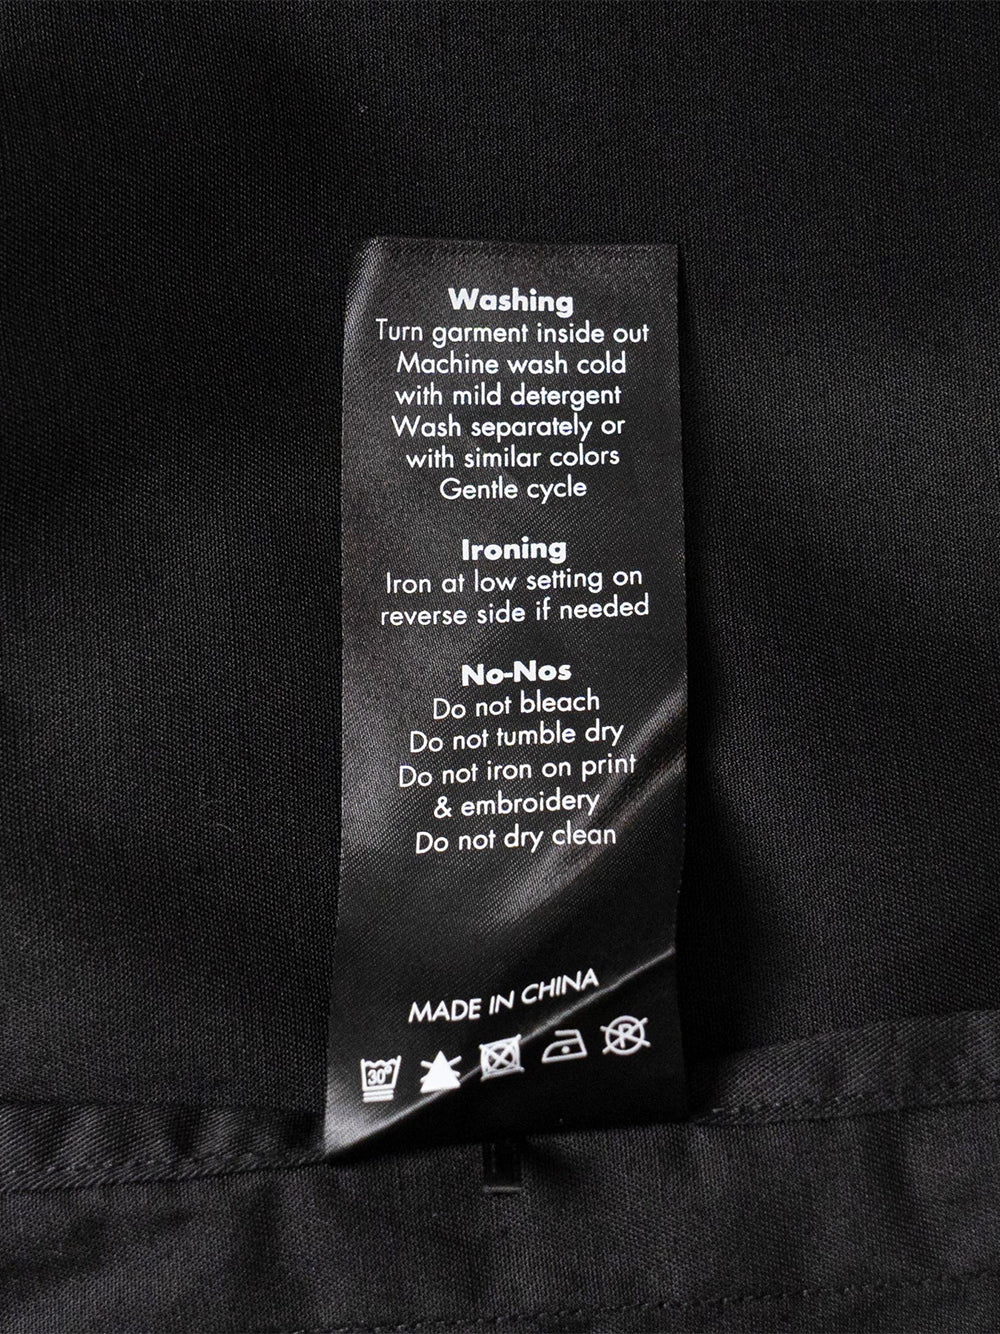 Washing
Turn garment inside out
Machine wash cold
with mild detergent
Wash separately or
with similar colors
Gentle cycle
Ironing
Iron at low setting on
reverse side if needed
No-Nos
Do not bleach
Do not tumble dry
Do not iron on print
& embroidery
Do not dry clean
MADE IN CHINA
30° P